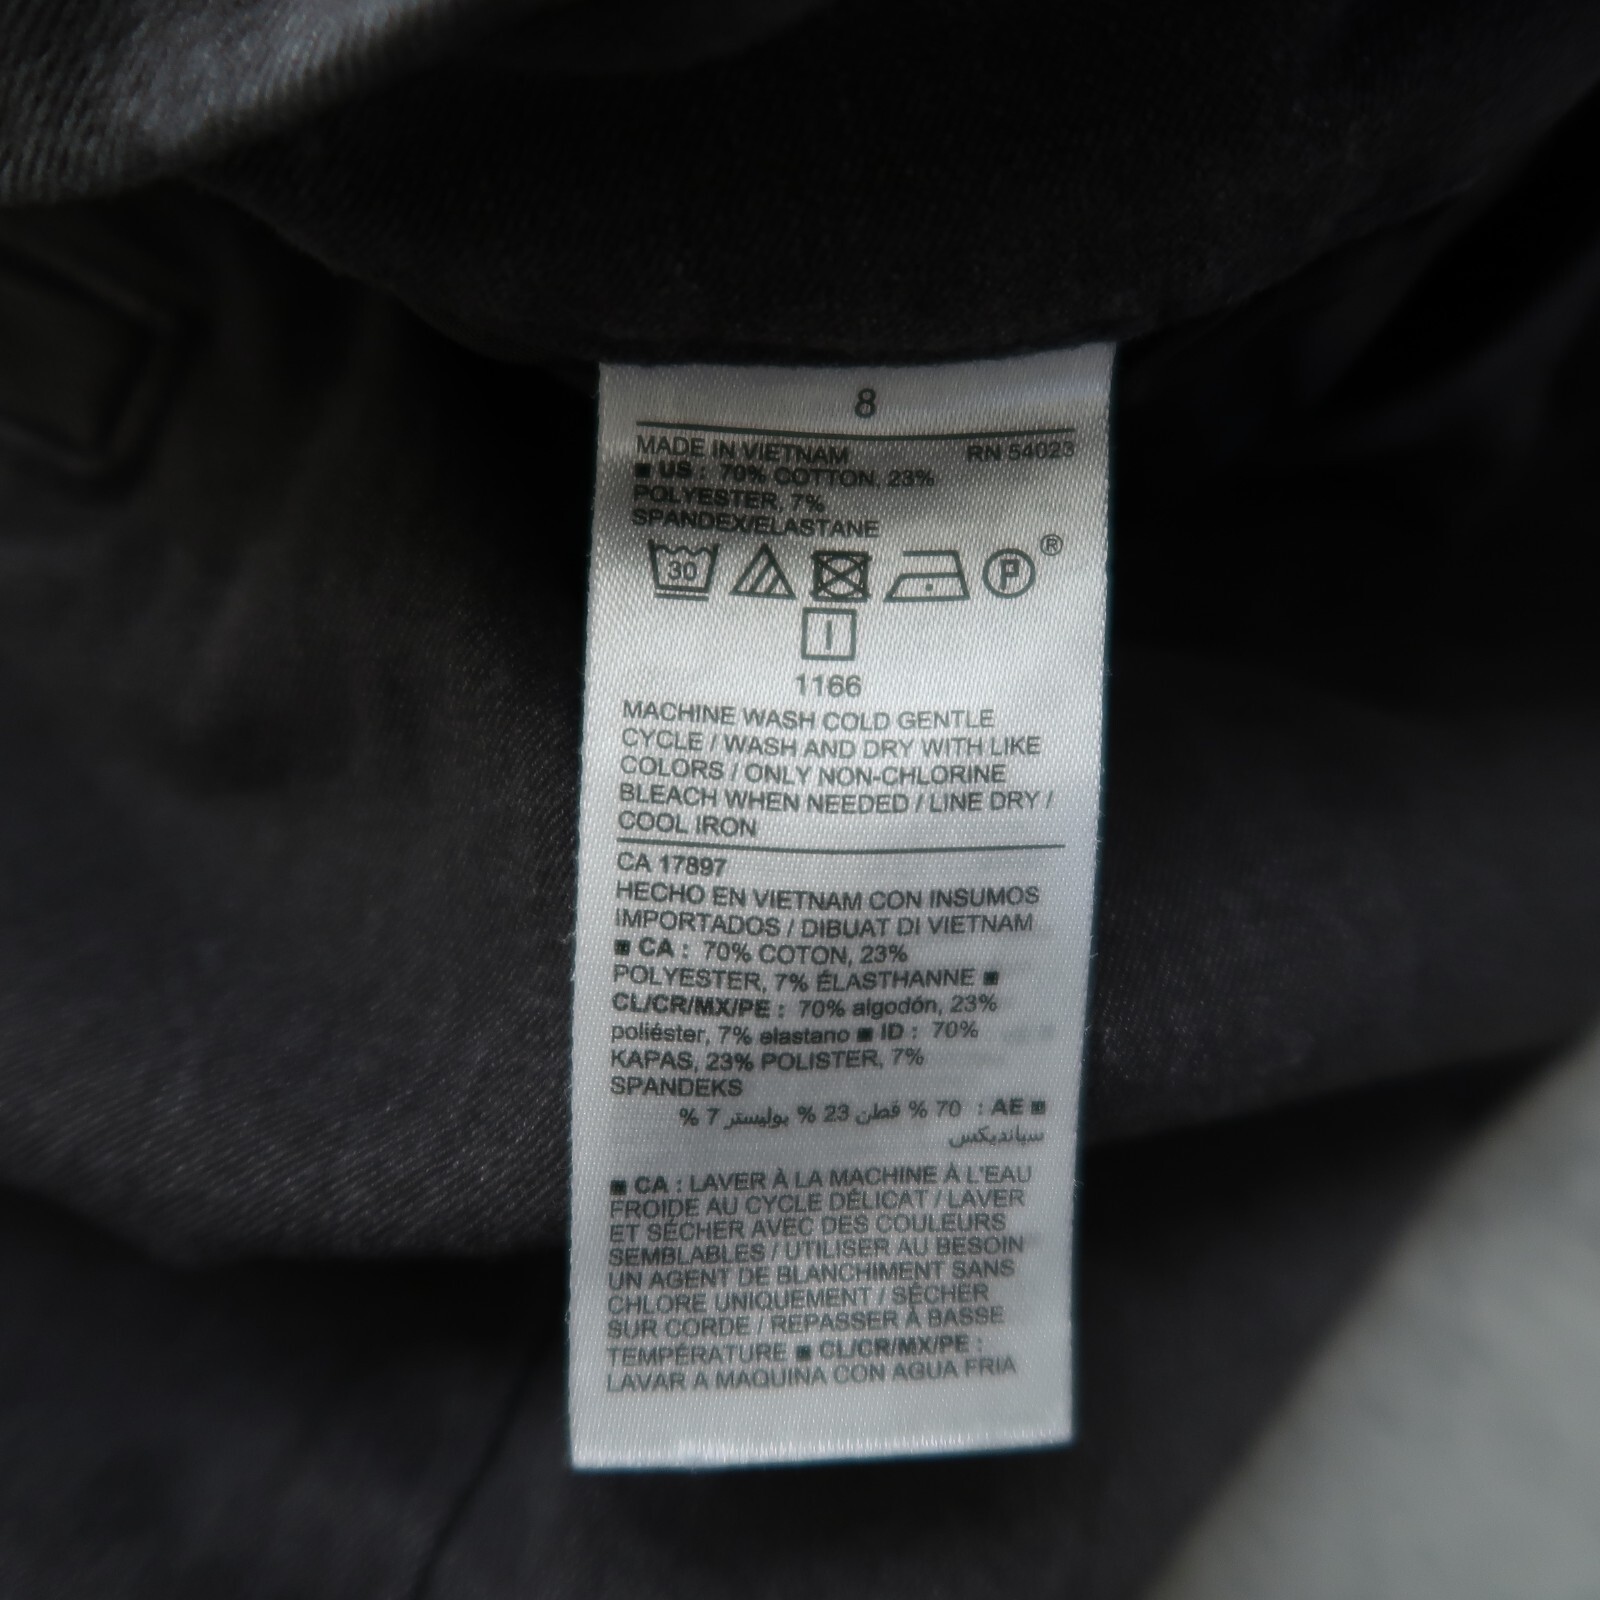 8
MADE IN VIETNAM RN 54023
US : 70% COTTON, 23%
POLYESTER, 7%
SPANDEX/ELASTANE
30 P ®
1166
MACHINE WASH COLD GENTLE
CYCLE / WASH AND DRY WITH LIKE
COLORS / ONLY NON-CHLORINE
BLEACH WHEN NEEDED / LINE DRY /
COOL IRON
CA 17897
HECHO EN VIETNAM CON INSUMOS
IMPORTADOS / DIBUAT DI VIETNAM
■ CA : 70% COTON, 23%
POLYESTER, 7% ÉLASTHANNE ■
CL/CR/MX/PE : 70% algodón, 23%
poliéster, 7% elastano ■ ID : 70%
KAPAS, 23% POLISTER, 7%
SPANDEKS
■ AE : 70 % قطن 23 % بوليستر 7 %
سباندیکس
■ CA : LAVER À LA MACHINE À L'EAU
FROIDE AU CYCLE DÉLICAT / LAVER
ET SÉCHER AVEC DES COULEURS
SEMBLABLES / UTILISER AU BESOIN
UN AGENT DE BLANCHIMENT SANS
CHLORE UNIQUEMENT / SÉCHER
SUR CORDE / REPASSER À BASSE
TEMPÉRATURE ■ CL/CR/MX/PE :
LAVAR A MAQUINA CON AGUA FRIA